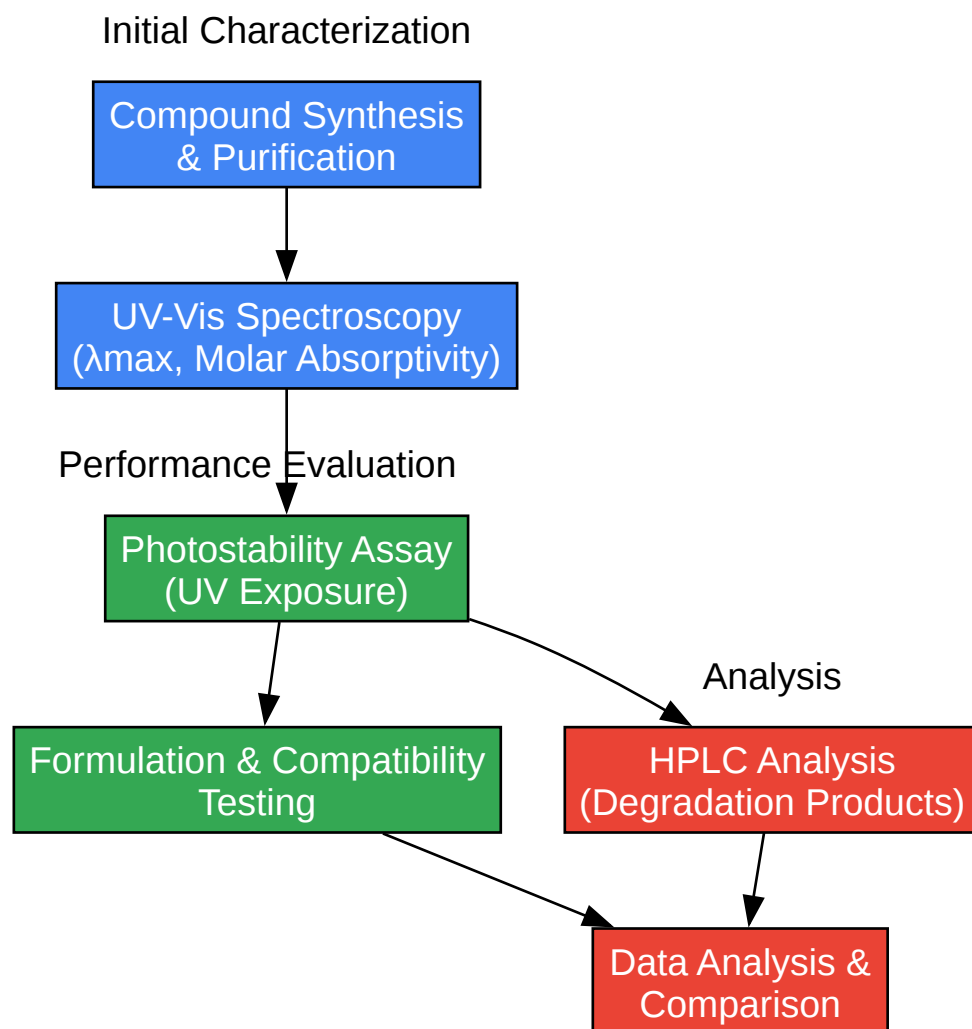 Initial Characterization
Compound Synthesis
& Purification
UV-Vis Spectroscopy
(λmax, Molar Absorptivity)
Performance Evaluation
Photostability Assay
(UV Exposure)
Analysis
Formulation & Compatibility
Testing
HPLC Analysis
(Degradation Products)
Data Analysis &
Comparison